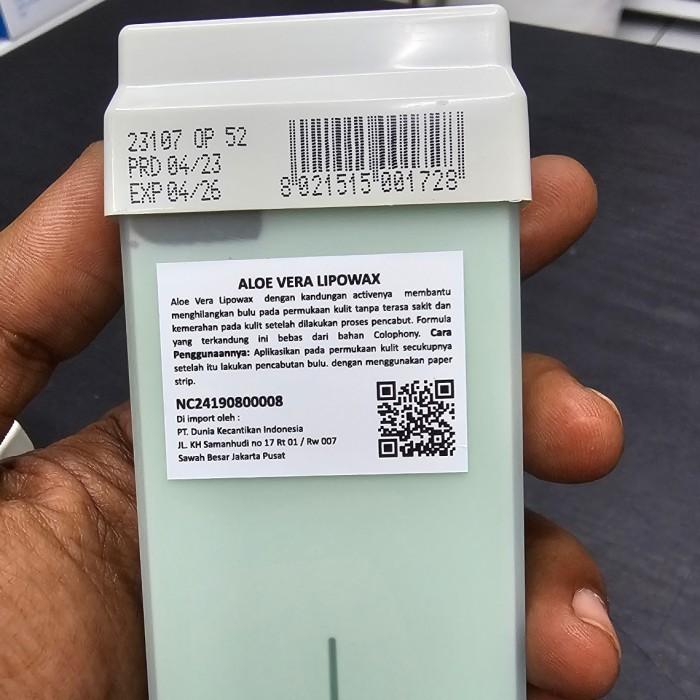 23107 OP 52
PRD 04/23
EXP 04/26
8 021515 001728
ALOE VERA LIPOWAX
Aloe Vera Lipowax dengan kandungan activenya membantu
menghilangkan bulu pada permukaan kulit tanpa terasa sakit dan
kemerahan pada kulit setelah dilakukan proses pencabut. Formula
yang terkandung ini bebas dari bahan Colophony. Cara
Penggunaannya: Aplikasikan pada permukaan kulit secukupnya
setelah itu lakukan pencabutan bulu. dengan menggunakan paper
strip.
NC24190800008
Di import oleh :
PT. Dunia Kecantikan Indonesia
JL. KH Samanhudi no 17 Rt 01 / Rw 007
Sawah Besar Jakarta Pusat